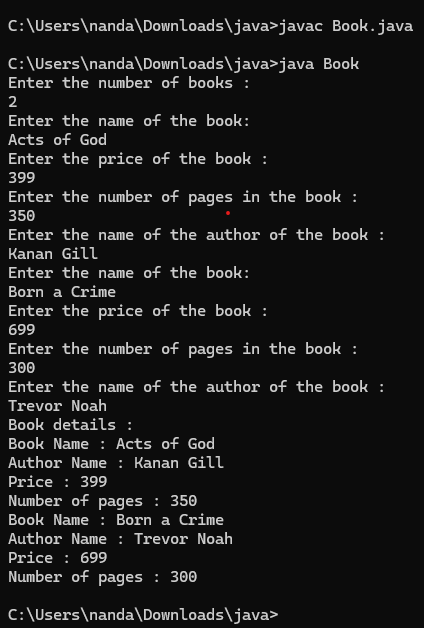 C:\Users\nanda\Downloads\java>javac Book.java
C:\Users\nanda\Downloads\java>java Book
Enter the number of books :
2
Enter the name of the book:
Acts of God
Enter the price of the book :
399
Enter the number of pages in the book :
350
Enter the name of the author of the book :
Kanan Gill
Enter the name of the book:
Born a Crime
Enter the price of the book :
699
Enter the number of pages in the book :
300
Enter the name of the author of the book :
Trevor Noah
Book details :
Book Name : Acts of God
Author Name : Kanan Gill
Price : 399
Number of pages : 350
Book Name : Born a Crime
Author Name : Trevor Noah
Price : 699
Number of pages : 300
C:\Users\nanda\Downloads\java>